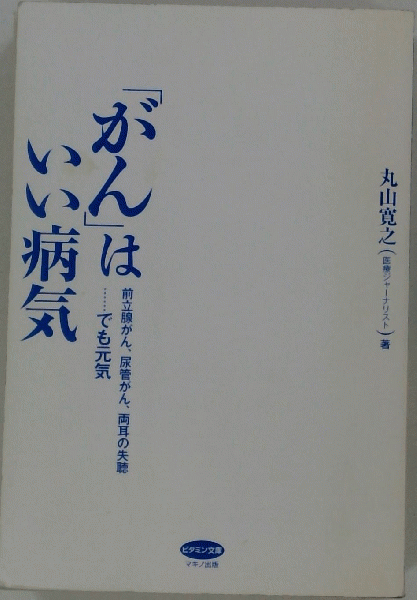 丸山寛之(医療ジャーナリスト)著
「がん」は
いい病気
前立腺がん、尿管がん、両耳の失聴
……でも元気
ビタミン文庫
マキノ出版